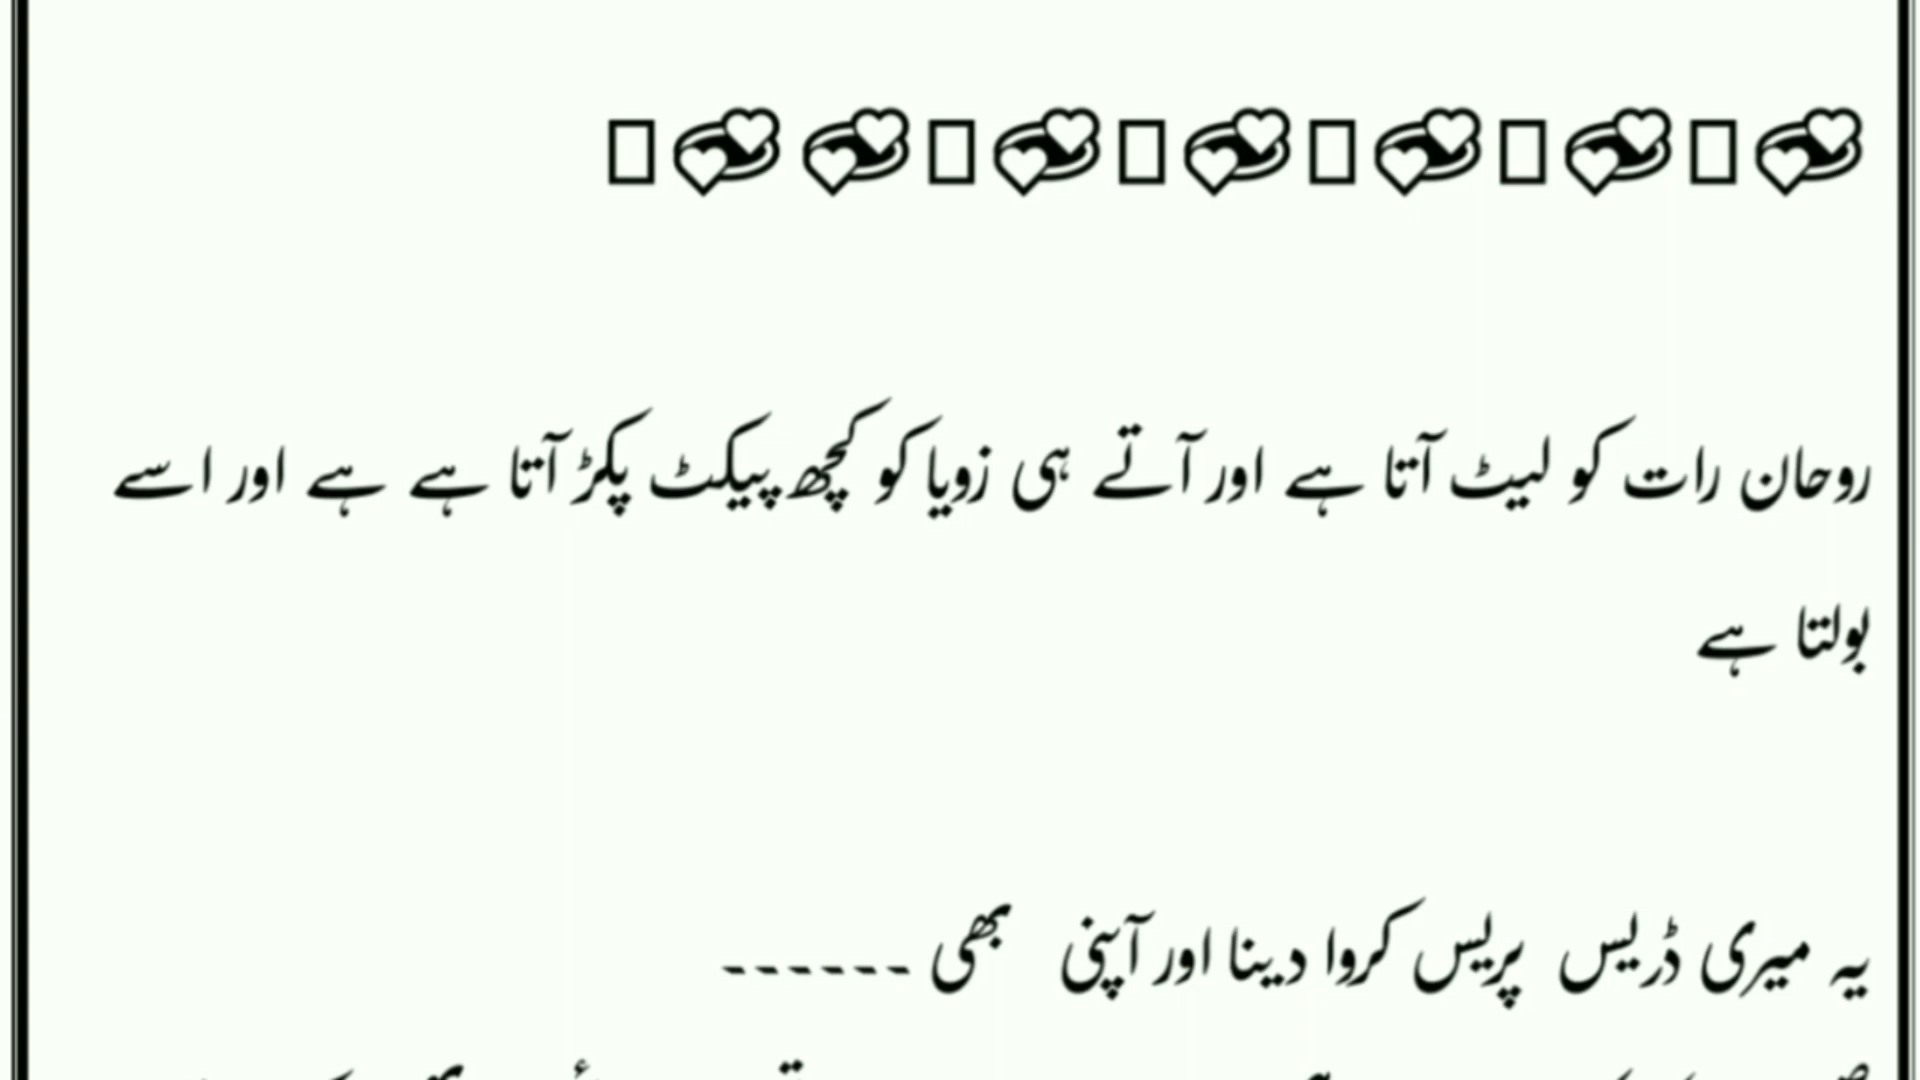 💞▯💞▯💞▯💞▯💞▯💞💞▯
روحان رات کو لیٹ آتا ہے اور آتے ہی زویا کو کچھ پیکٹ پکڑ آتا ہے ہے اور اسے
بولتا ہے
یہ میری ڈریس پریس کروا دینا اور آپنی بھی ------